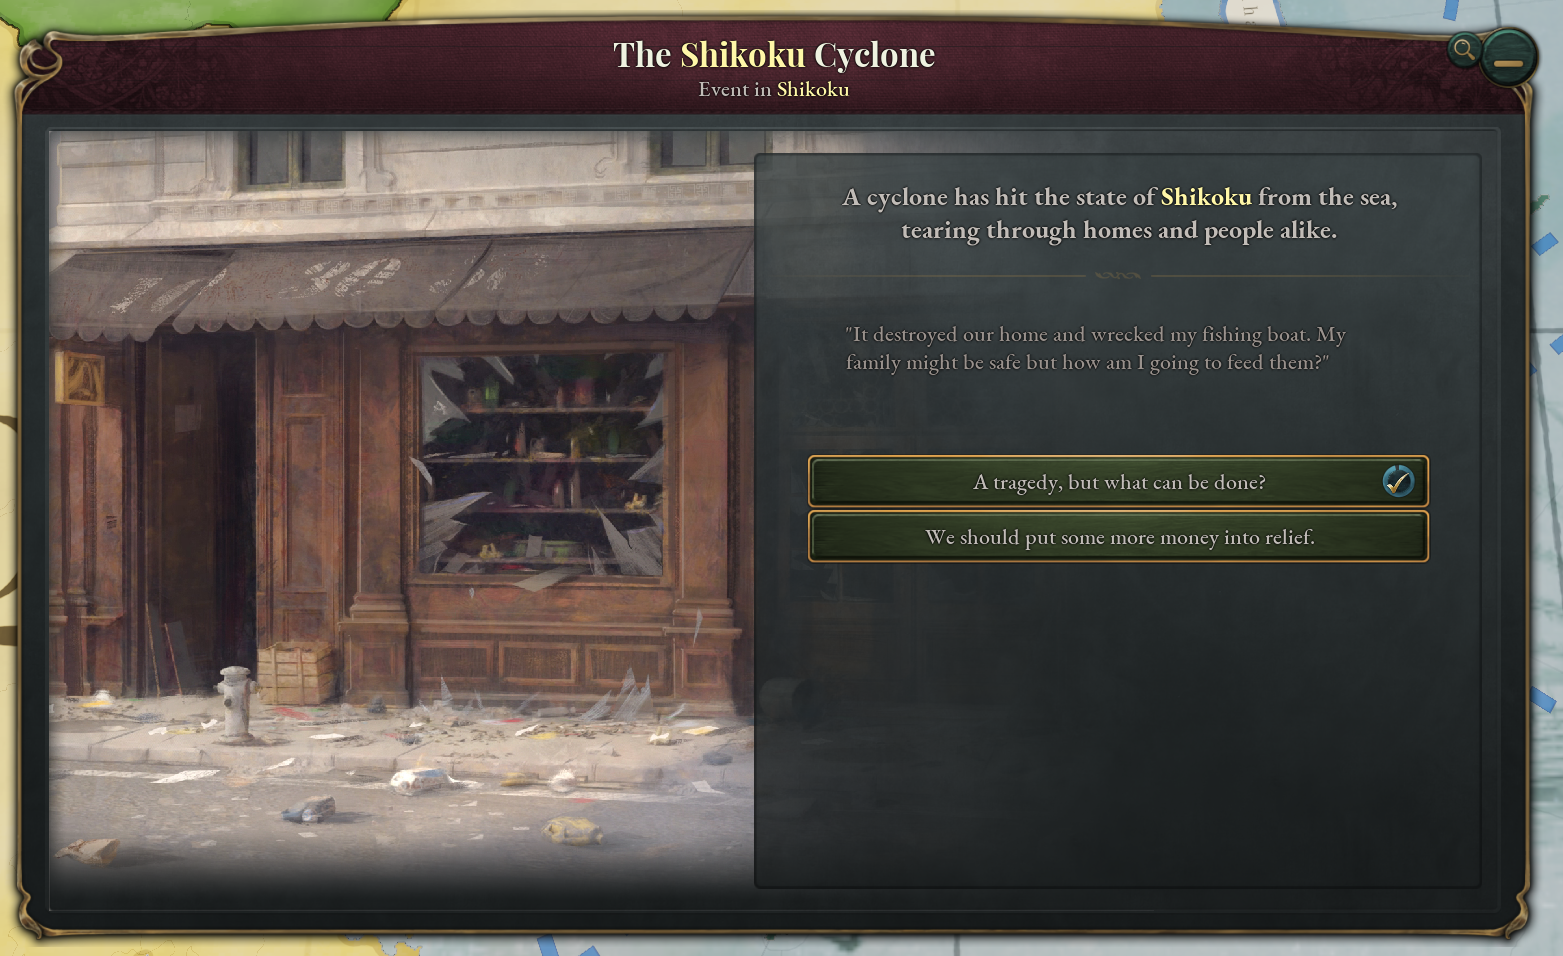 The Shikoku Cyclone
Event in Shikoku
A cyclone has hit the state of Shikoku from the sea,
tearing through homes and people alike.
"It destroyed our home and wrecked my fishing boat. My
family might be safe but how am I going to feed them?"
A tragedy, but what can be done?
We should put some more money into relief.